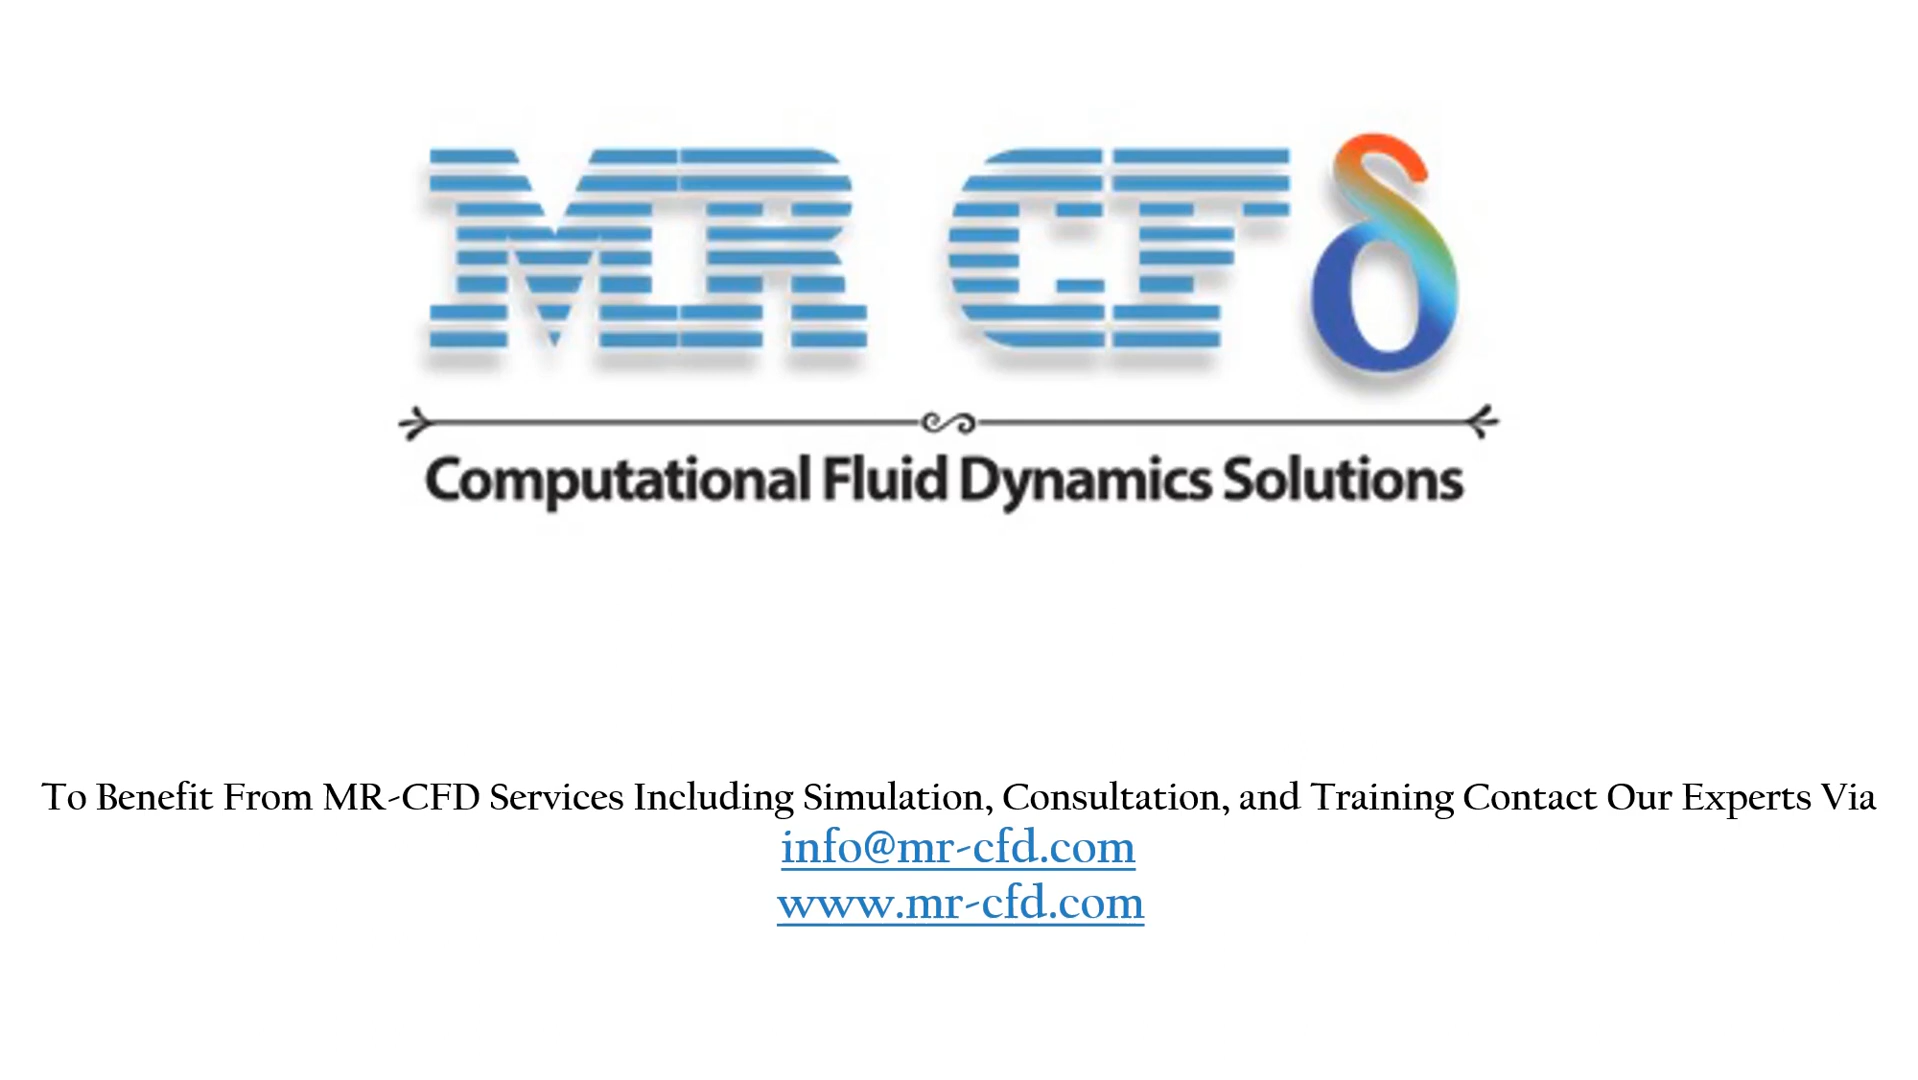 MR CFδ
Computational Fluid Dynamics Solutions
To Benefit From MR-CFD Services Including Simulation, Consultation, and Training Contact Our Experts Via
info@mr-cfd.com
www.mr-cfd.com